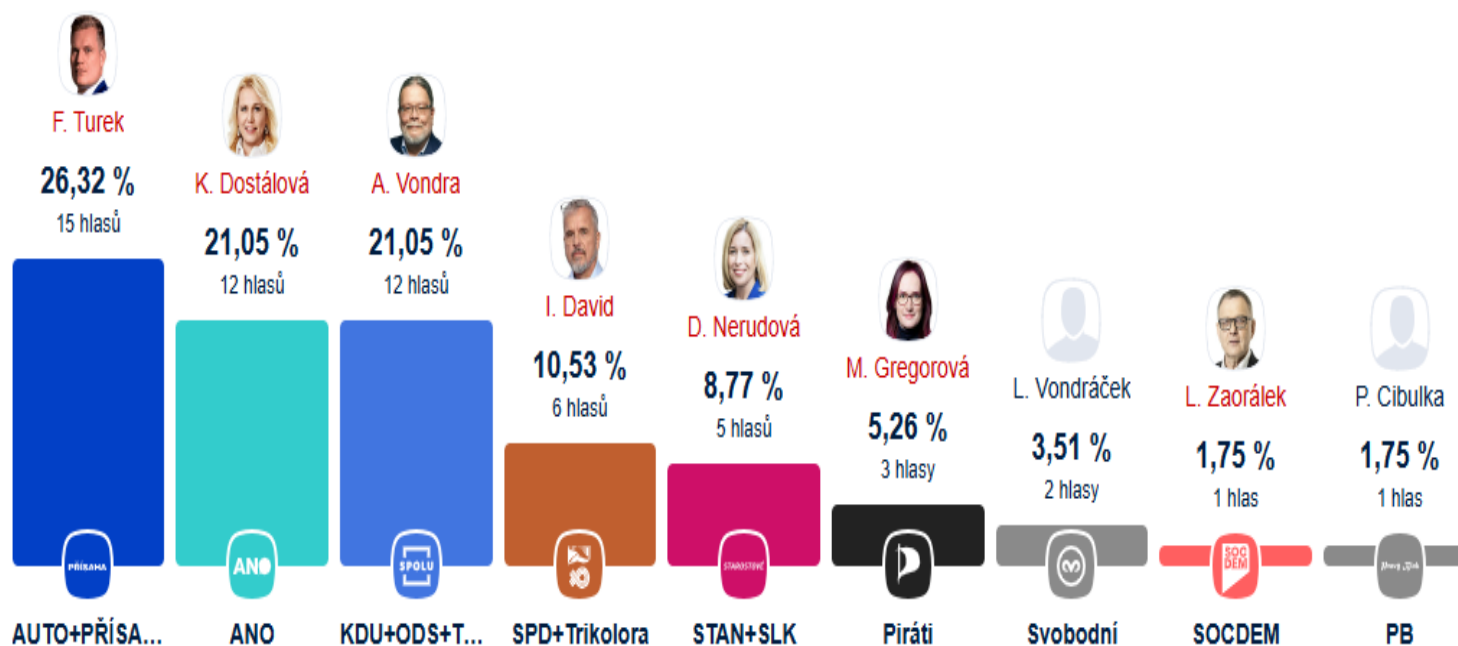 F. Turek
26,32 %
15 hlasů
K. Dostálová
21,05 %
12 hlasů
A. Vondra
21,05 %
12 hlasů
I. David
10,53 %
6 hlasů
D. Nerudová
8,77 %
5 hlasů
M. Gregorová
5,26 %
3 hlasy
L. Vondráček
3,51 %
2 hlasy
L. Zaorálek
1,75 %
1 hlas
P. Cibulka
1,75 %
1 hlas
PŘÍSAHA
ANO
SPOLU
STAROSTOVÉ
SOC
DEM
Pravý Blok
AUTO+PŘÍSA...
ANO
KDU+ODS+T...
SPD+Trikolora
STAN+SLK
Piráti
Svobodní
SOCDEM
PB